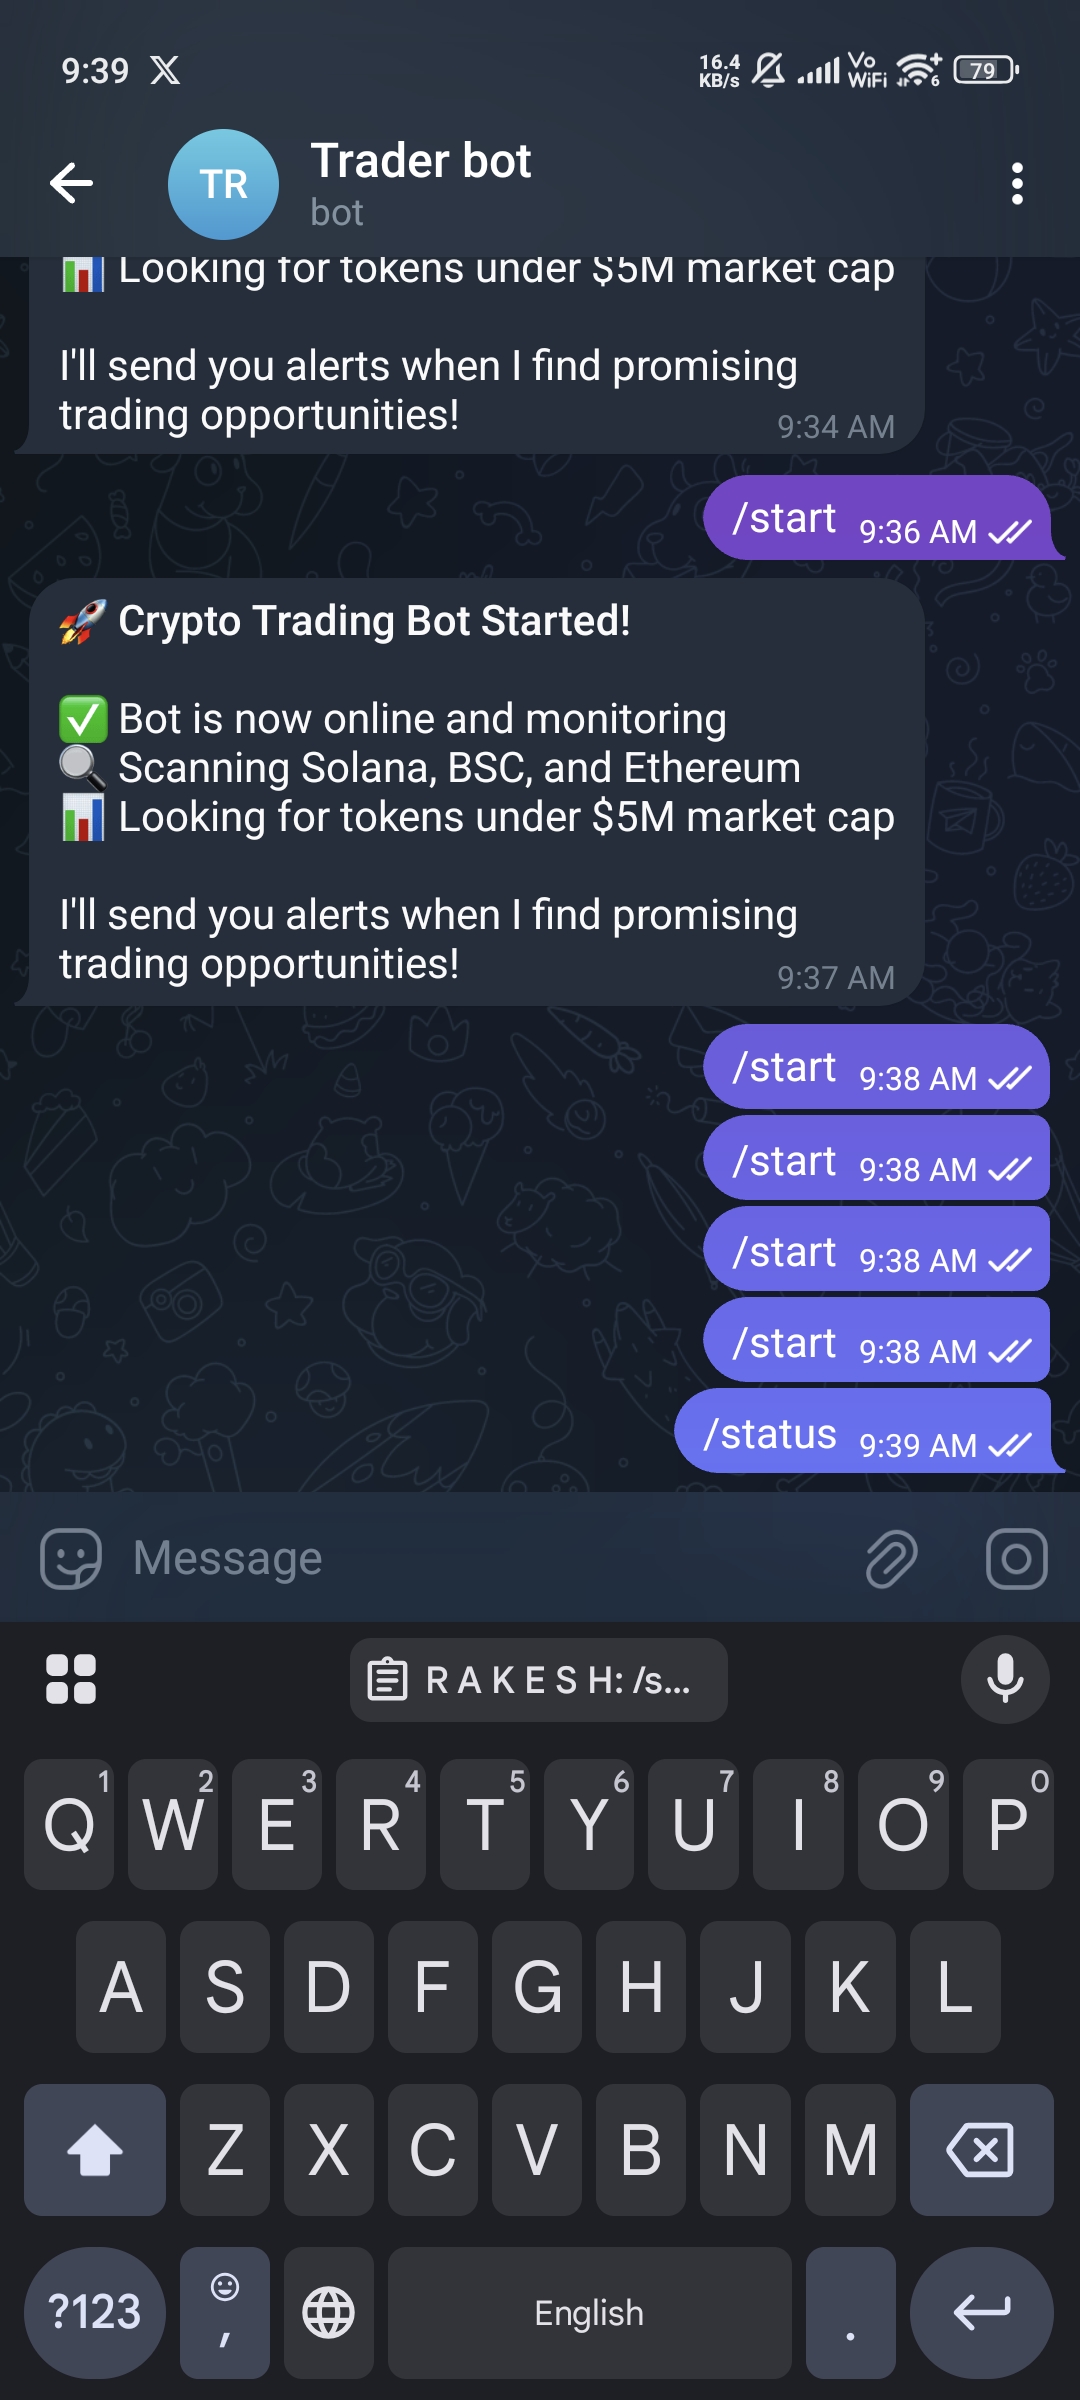 9:39
16.4 KB/s
Vo WiFi
6
79
TR
Trader bot
bot
Looking for tokens under $5M market cap
I'll send you alerts when I find promising
trading opportunities!
9:34 AM
/start 9:36 AM
🚀 Crypto Trading Bot Started!
✅ Bot is now online and monitoring
🔍 Scanning Solana, BSC, and Ethereum
📊 Looking for tokens under $5M market cap
I'll send you alerts when I find promising
trading opportunities!
9:37 AM
/start 9:38 AM
/start 9:38 AM
/start 9:38 AM
/start 9:38 AM
/status 9:39 AM
Message
R A K E S H: /s...
1 2 3 4 5 6 7 8 9 0
Q W E R T Y U I O P
A S D F G H J K L
Z X C V B N M
?123 , English .